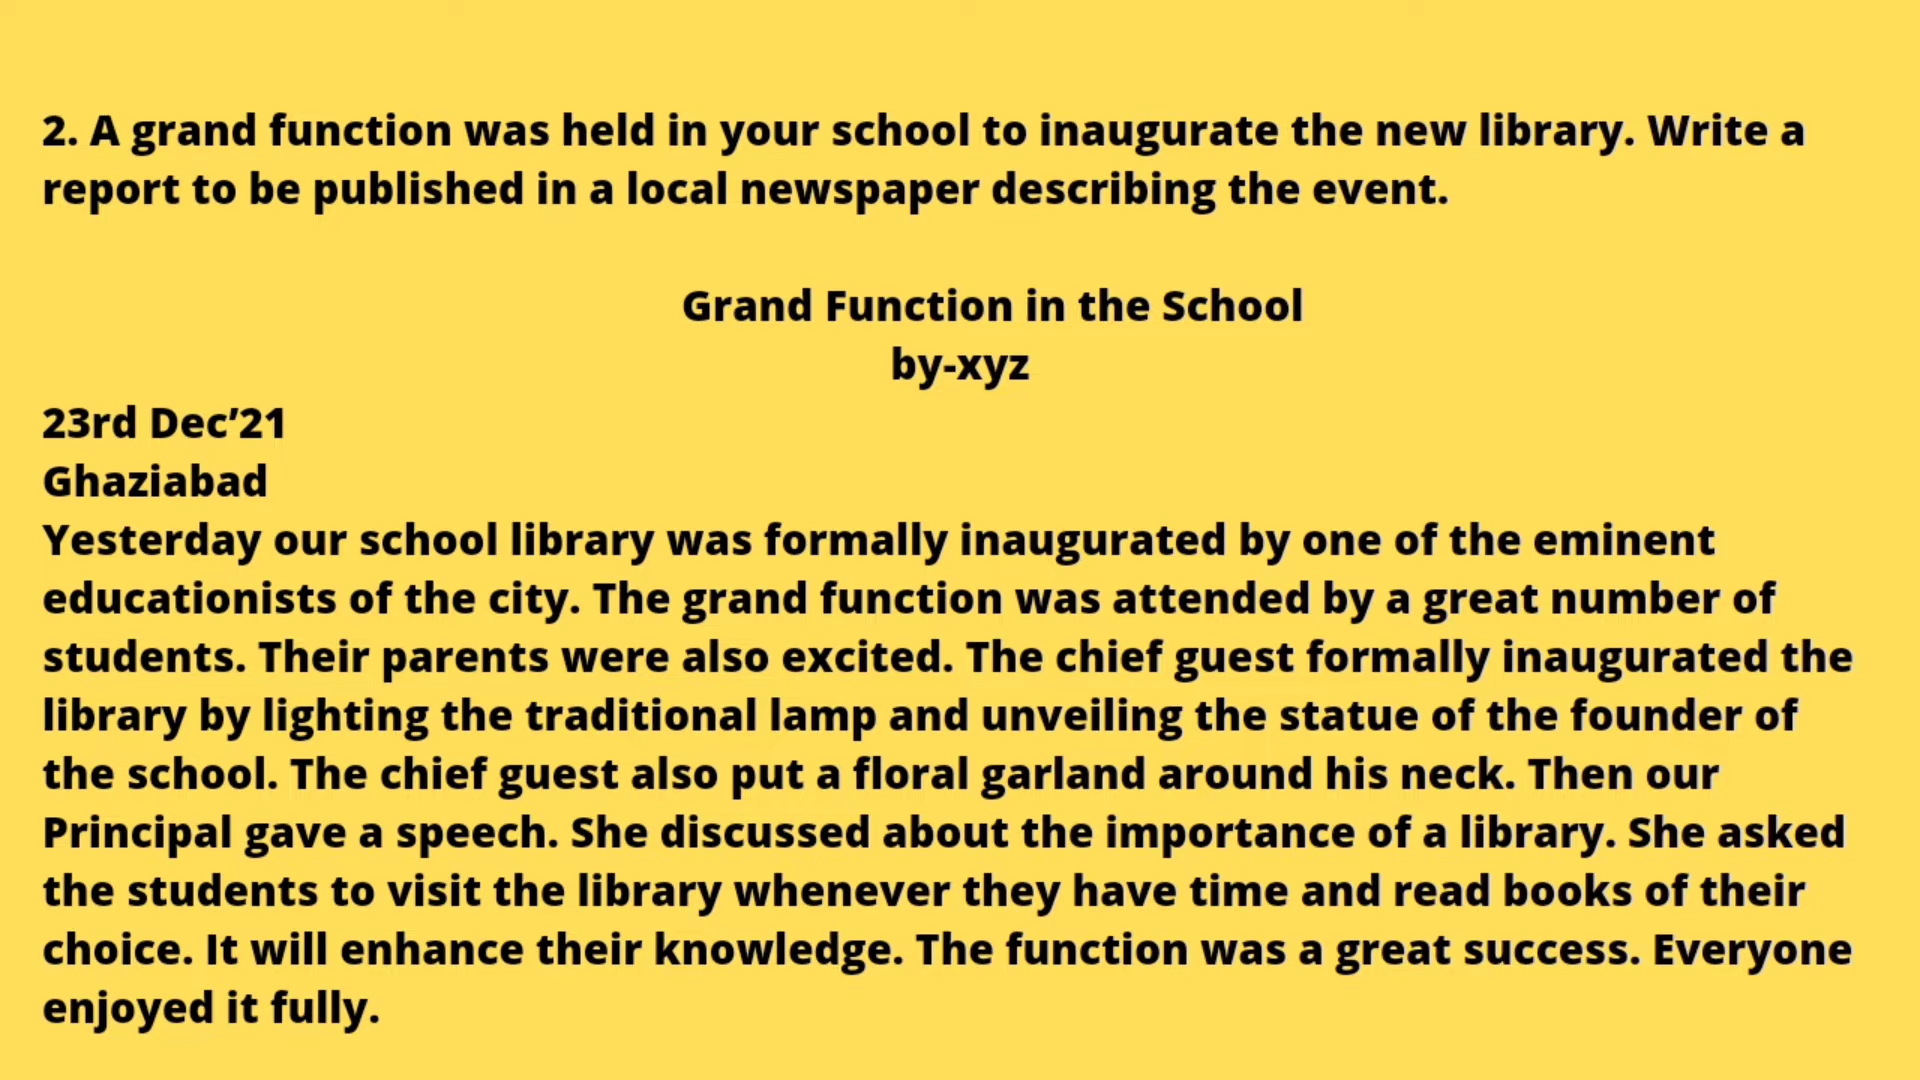 2. A grand function was held in your school to inaugurate the new library. Write a
report to be published in a local newspaper describing the event.
Grand Function in the School
by-xyz
23rd Dec’21
Ghaziabad
Yesterday our school library was formally inaugurated by one of the eminent
educationists of the city. The grand function was attended by a great number of
students. Their parents were also excited. The chief guest formally inaugurated the
library by lighting the traditional lamp and unveiling the statue of the founder of
the school. The chief guest also put a floral garland around his neck. Then our
Principal gave a speech. She discussed about the importance of a library. She asked
the students to visit the library whenever they have time and read books of their
choice. It will enhance their knowledge. The function was a great success. Everyone
enjoyed it fully.